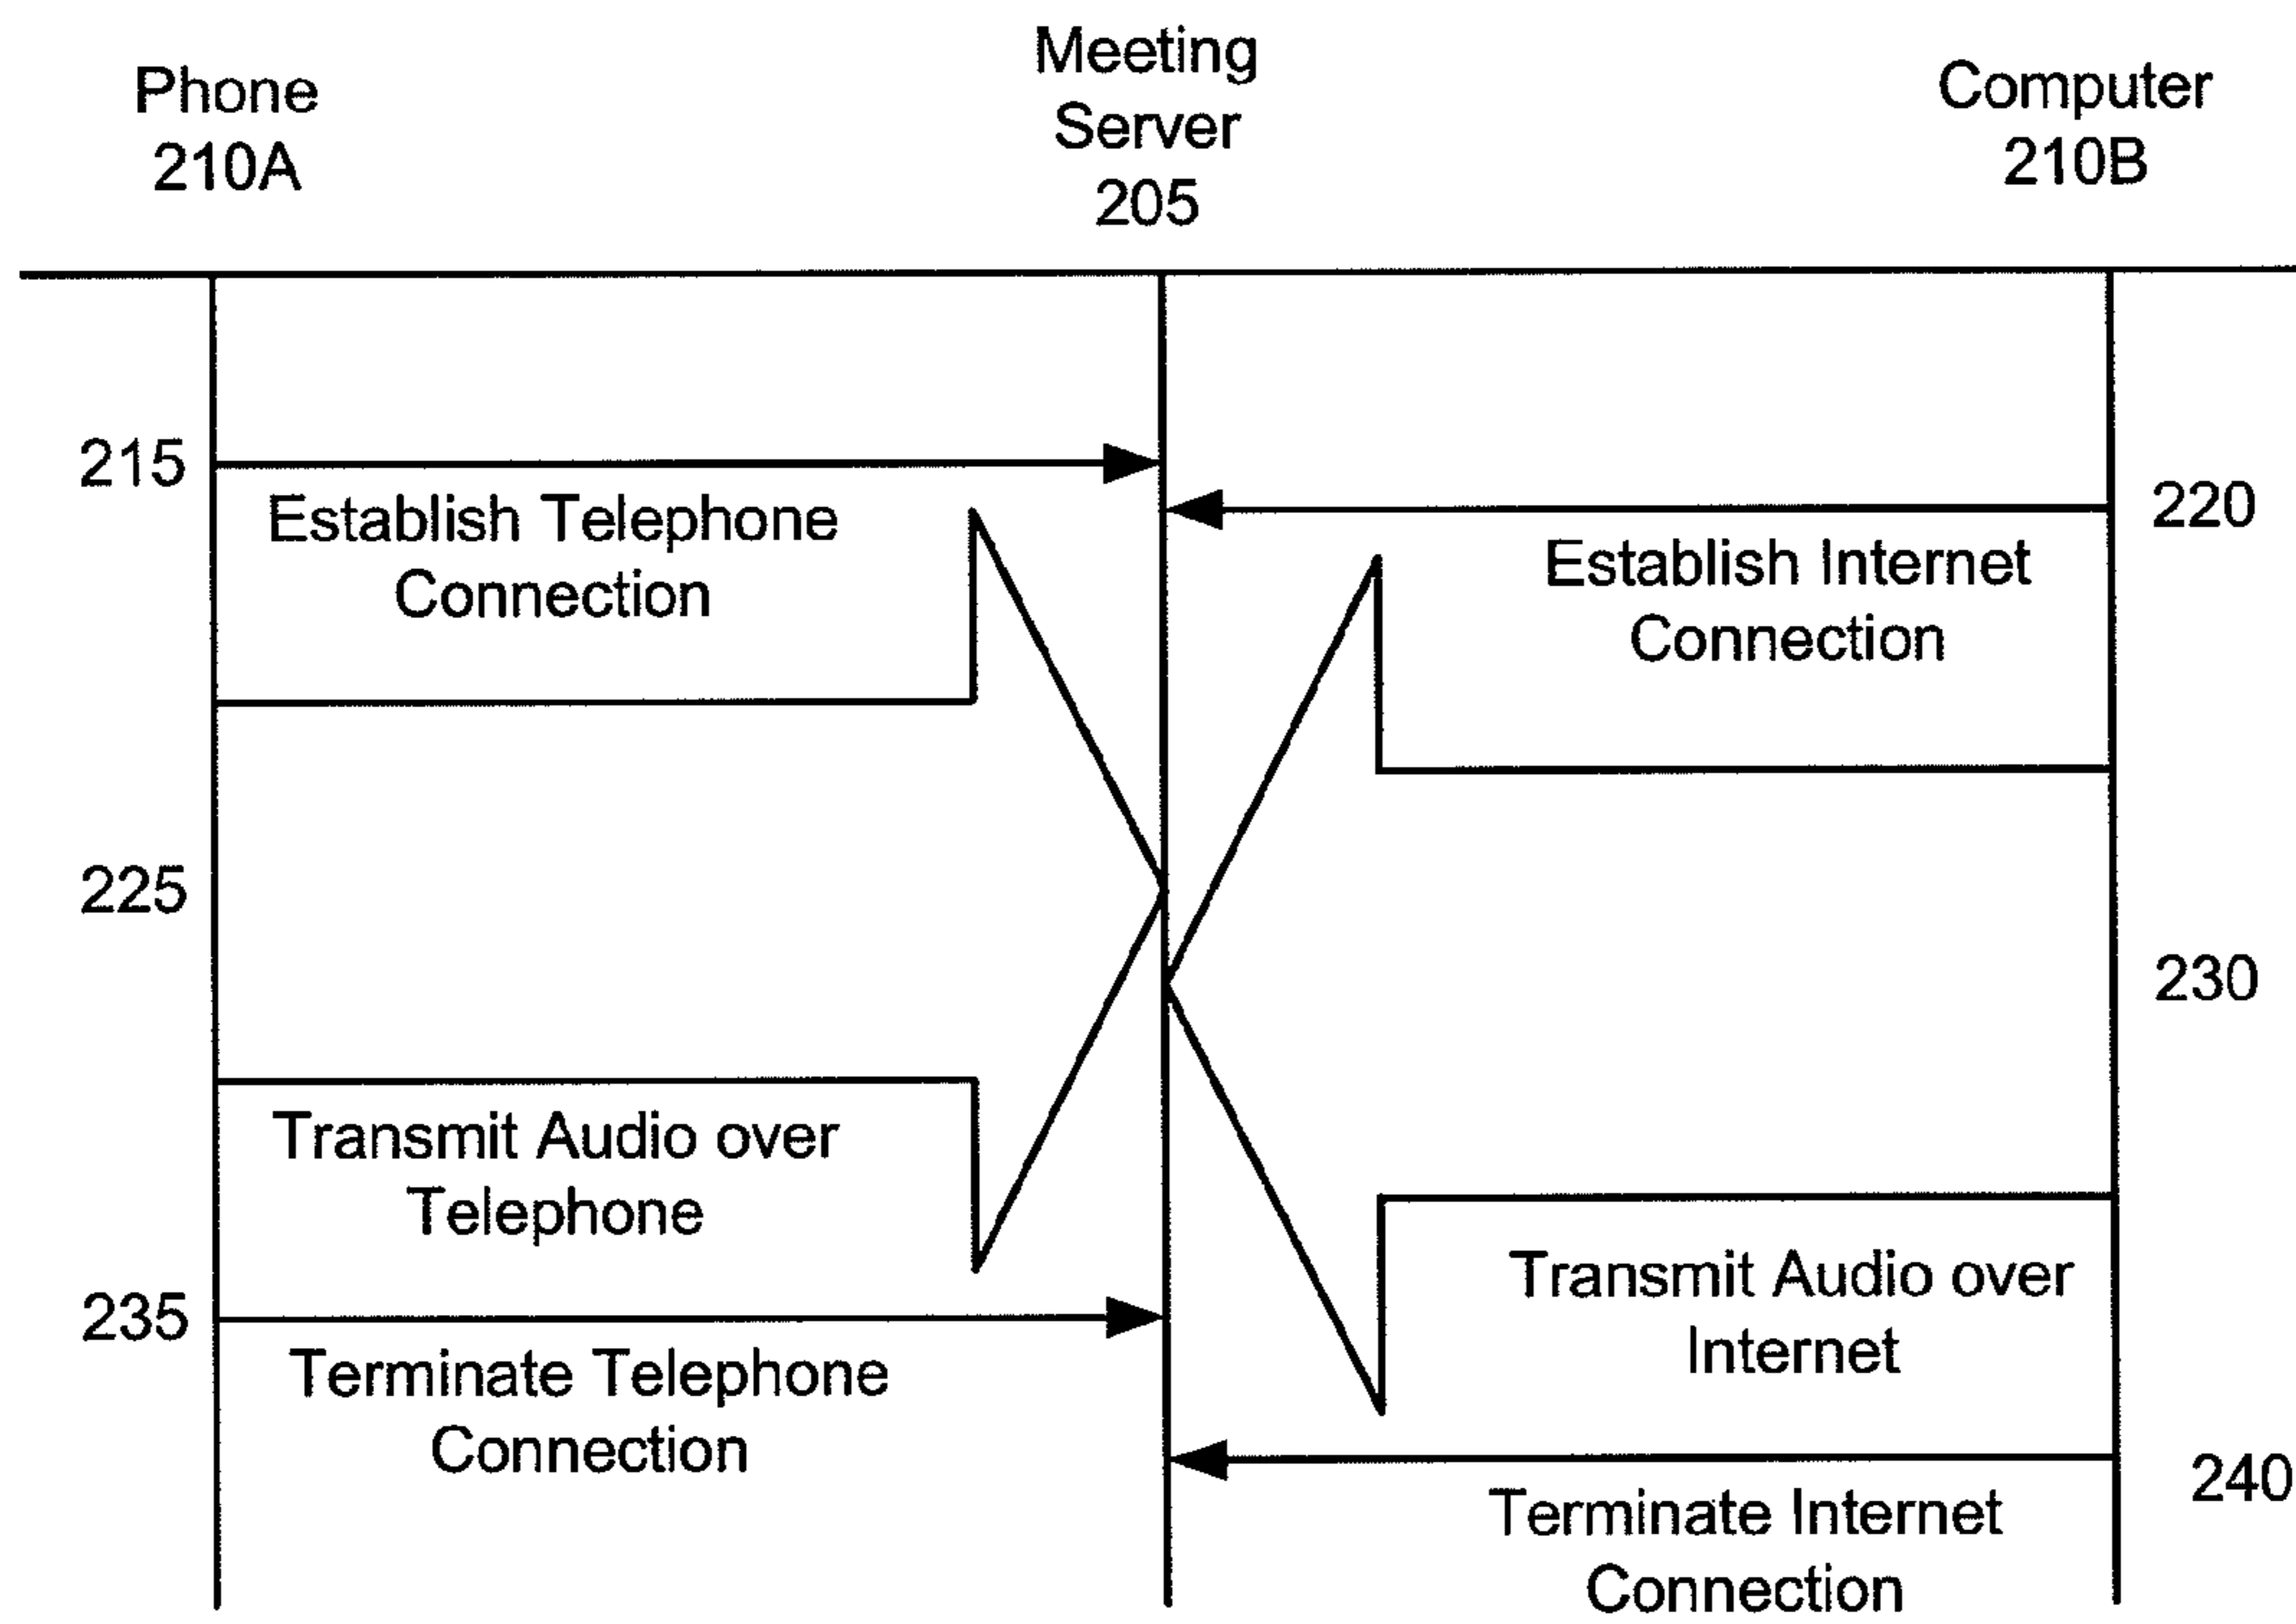 Phone
210A
Meeting
Server
205
Computer
210B
215
Establish Telephone
Connection
220
Establish Internet
Connection
225
230
Transmit Audio over
Telephone
Transmit Audio over
Internet
235
Terminate Telephone
Connection
240
Terminate Internet
Connection